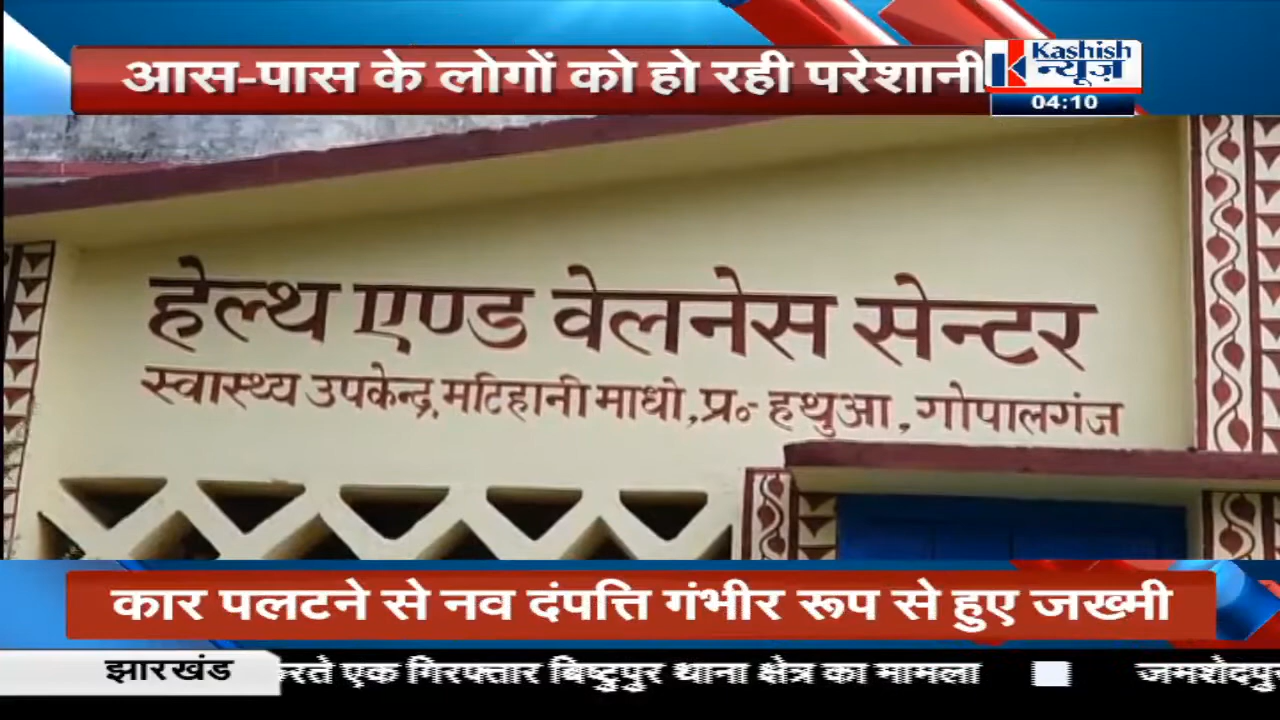 आस-पास के लोगों को हो रही परेशानी
Kashish
न्यूज़
04:10
हेल्थ एण्ड वेलनेस सेन्टर
स्वास्थ्य उपकेन्द्र, मटिहानी माधो, प्र०- हथुआ, गोपालगंज
कार पलटने से नव दंपत्ति गंभीर रूप से हुए जख्मी
झारखंड
एक गिरफ्तार बिष्टुपुर थाना क्षेत्र का मामला